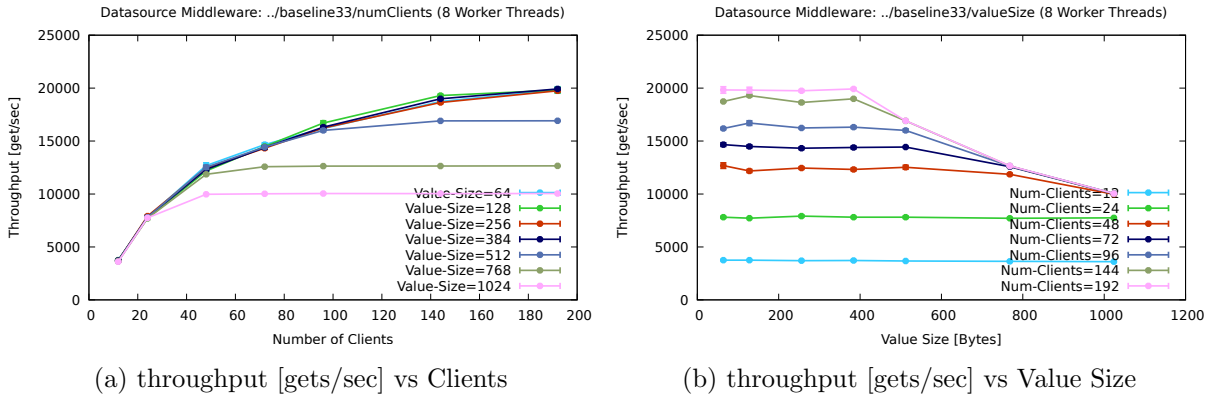 Datasource Middleware: ../baseline33/numClients (8 Worker Threads)
25000
20000
15000
10000
5000
0
Throughput [get/sec]
Value-Size=64
Value-Size=128
Value-Size=256
Value-Size=384
Value-Size=512
Value-Size=768
Value-Size=1024
0 20 40 60 80 100 120 140 160 180 200
Number of Clients
(a) throughput [gets/sec] vs Clients
Datasource Middleware: ../baseline33/valueSize (8 Worker Threads)
25000
20000
15000
10000
5000
0
Throughput [get/sec]
Num-Clients=12
Num-Clients=24
Num-Clients=48
Num-Clients=72
Num-Clients=96
Num-Clients=144
Num-Clients=192
0 200 400 600 800 1000 1200
Value Size [Bytes]
(b) throughput [gets/sec] vs Value Size